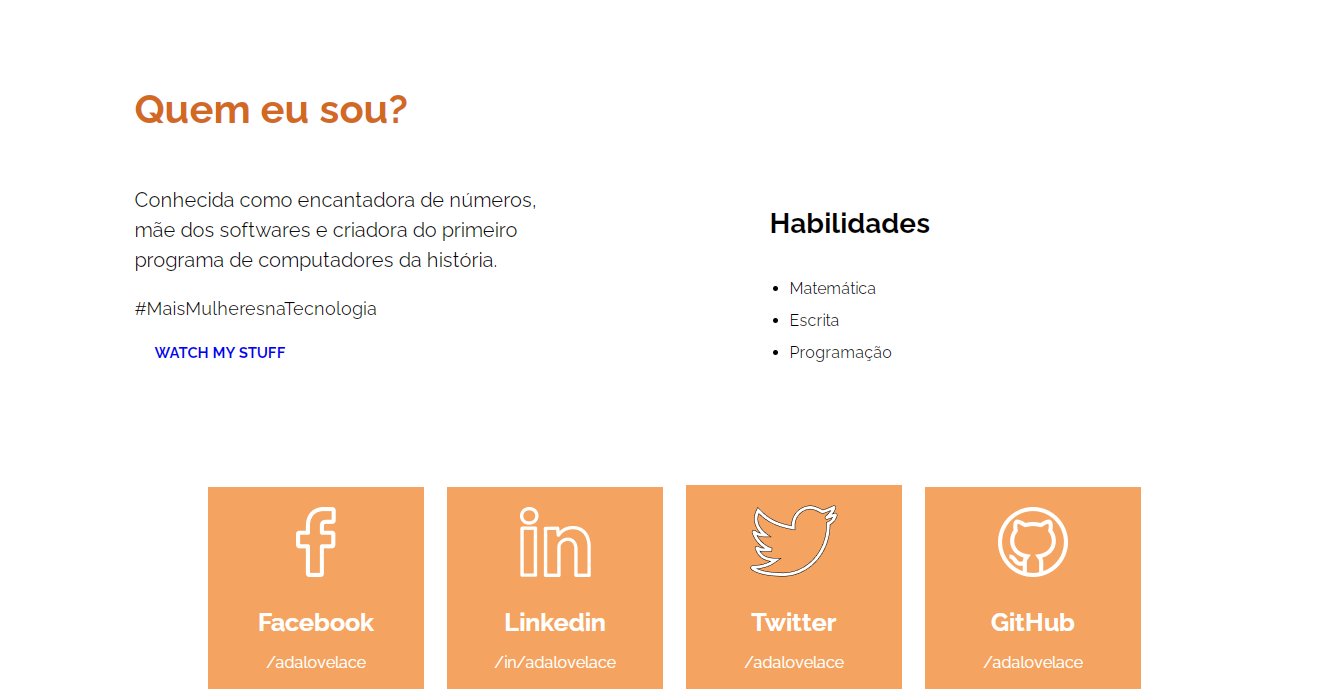 Quem eu sou?
Conhecida como encantadora de números,
mãe dos softwares e criadora do primeiro
programa de computadores da história.
#MaisMulheresnaTecnologia
WATCH MY STUFF
Habilidades
Matemática
Escrita
Programação
Facebook
/adalovelace
Linkedin
/in/adalovelace
Twitter
/adalovelace
GitHub
/adalovelace